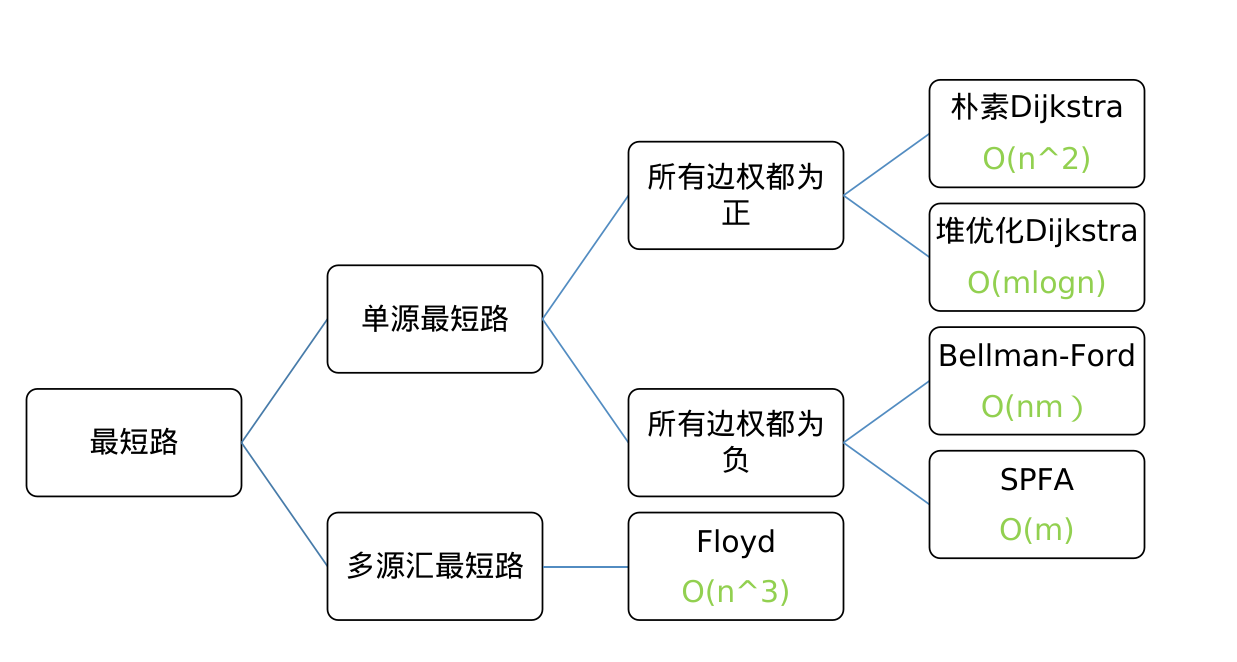 最短路
单源最短路
多源汇最短路
所有边权都为
正
所有边权都为
负
Floyd
O(n^3)
朴素Dijkstra
O(n^2)
堆优化Dijkstra
O(mlogn)
Bellman-Ford
O(nm）
SPFA
O(m)